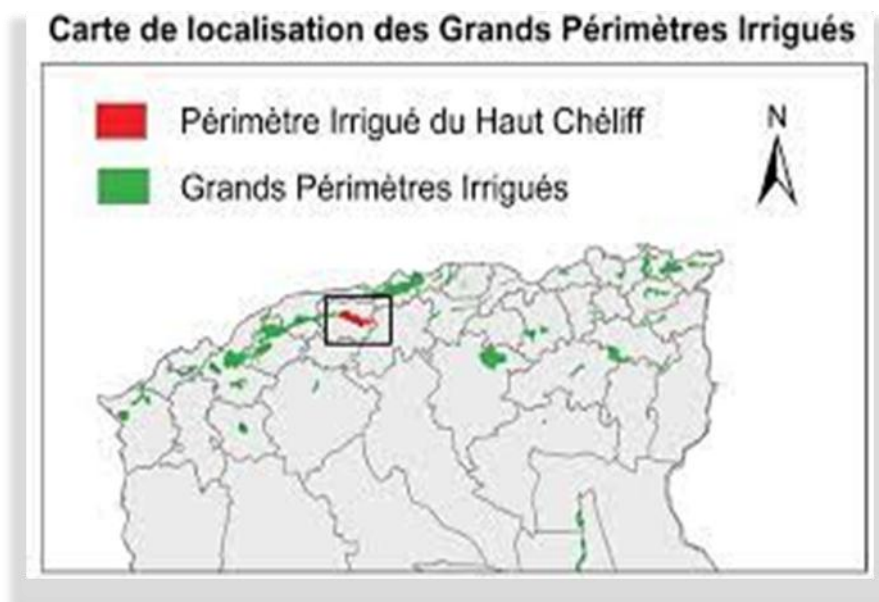 Carte de localisation des Grands Périmètres Irrigués
Périmètre Irrigué du Haut Chéliff
N
Grands Périmètres Irrigués